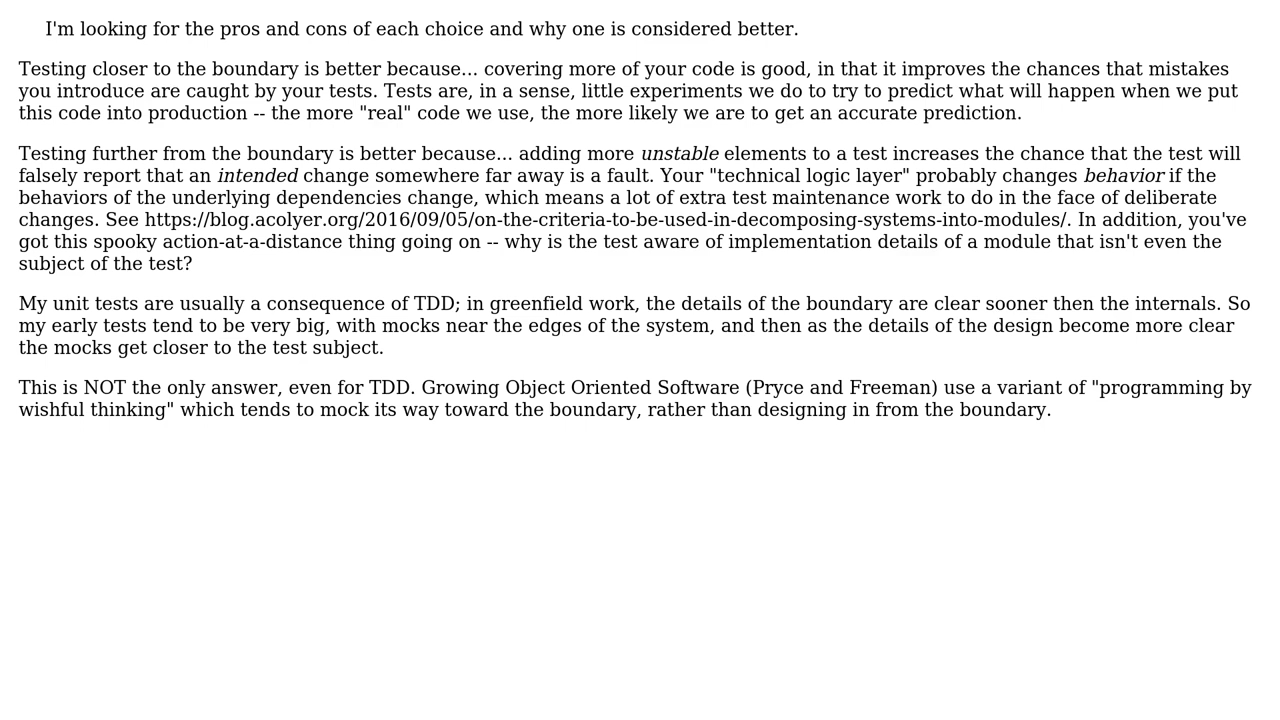 I'm looking for the pros and cons of each choice and why one is considered better.
Testing closer to the boundary is better because... covering more of your code is good, in that it improves the chances that mistakes
you introduce are caught by your tests. Tests are, in a sense, little experiments we do to try to predict what will happen when we put
this code into production -- the more "real" code we use, the more likely we are to get an accurate prediction.
Testing further from the boundary is better because... adding more unstable elements to a test increases the chance that the test will
falsely report that an intended change somewhere far away is a fault. Your "technical logic layer" probably changes behavior if the
behaviors of the underlying dependencies change, which means a lot of extra test maintenance work to do in the face of deliberate
changes. See https://blog.acolyer.org/2016/09/05/on-the-criteria-to-be-used-in-decomposing-systems-into-modules/. In addition, you've
got this spooky action-at-a-distance thing going on -- why is the test aware of implementation details of a module that isn't even the
subject of the test?
My unit tests are usually a consequence of TDD; in greenfield work, the details of the boundary are clear sooner then the internals. So
my early tests tend to be very big, with mocks near the edges of the system, and then as the details of the design become more clear
the mocks get closer to the test subject.
This is NOT the only answer, even for TDD. Growing Object Oriented Software (Pryce and Freeman) use a variant of "programming by
wishful thinking" which tends to mock its way toward the boundary, rather than designing in from the boundary.